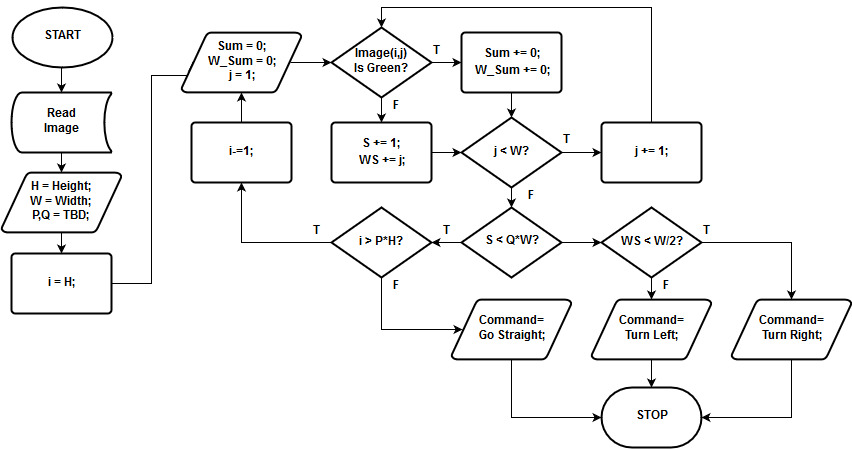 START
Read
Image
H = Height;
W = Width;
P,Q = TBD;
i = H;
Sum = 0;
W_Sum = 0;
j = 1;
i-=1;
Image(i,j)
Is Green?
T
F
Sum += 0;
W_Sum += 0;
S += 1;
WS += j;
j < W?
T
F
j += 1;
S < Q*W?
T
i > P*H?
T
F
WS < W/2?
T
F
Command=
Go Straight;
Command=
Turn Left;
Command=
Turn Right;
STOP